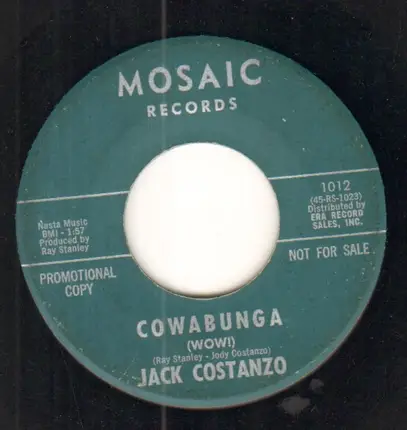 MOSAIC
RECORDS
1012
(45-RS-1023)
Distributed by
ERA RECORD
SALES, INC.
Nasta Music
BMI - 1:57
Produced by
Ray Stanley
NOT FOR SALE
PROMOTIONAL
COPY
COWABUNGA
(WOW!)
(Ray Stanley - Jody Costanzo)
JACK COSTANZO